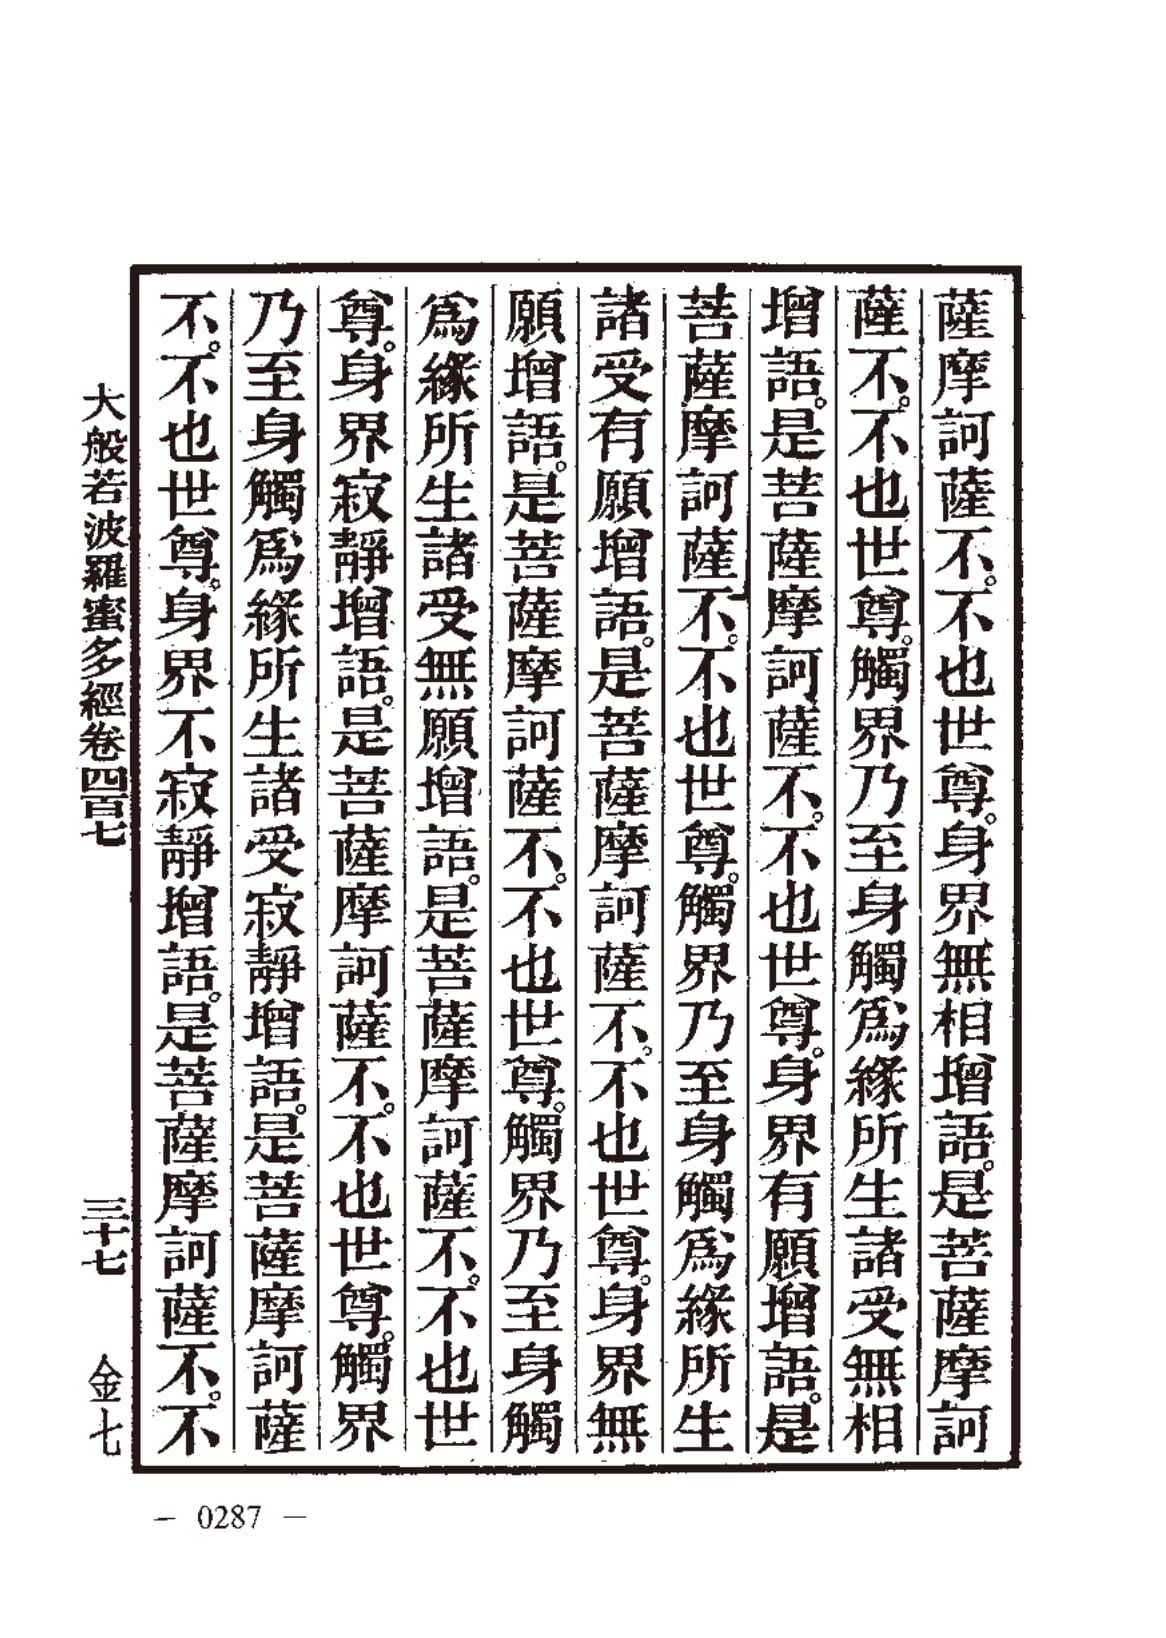 薩摩訶薩不。不也世尊。身界無相增語。是菩薩摩訶
薩不。不也世尊。觸界乃至身觸爲緣所生諸受無相
增語。是菩薩摩訶薩不。不也世尊。身界有願增語。是
菩薩摩訶薩不。不也世尊。觸界乃至身觸爲緣所生
諸受有願增語。是菩薩摩訶薩不。不也世尊。身界無
願增語。是菩薩摩訶薩不。不也世尊。觸界乃至身觸
爲緣所生諸受無願增語。是菩薩摩訶薩不。不也世
尊。身界寂靜增語。是菩薩摩訶薩不。不也世尊。觸界
乃至身觸爲緣所生諸受寂靜增語。是菩薩摩訶薩
不。不也世尊。身界不寂靜增語。是菩薩摩訶薩不。不
大般若波羅蜜多經卷四百七 三十七 金七
— 0287 —